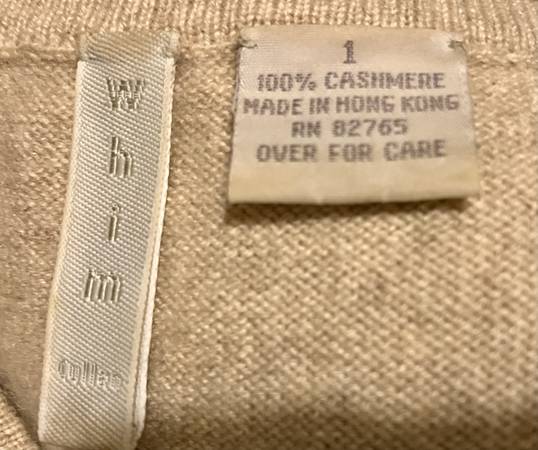 W
h
i
m
1
100% CASHMERE
MADE IN HONG KONG
RN 82765
OVER FOR CARE